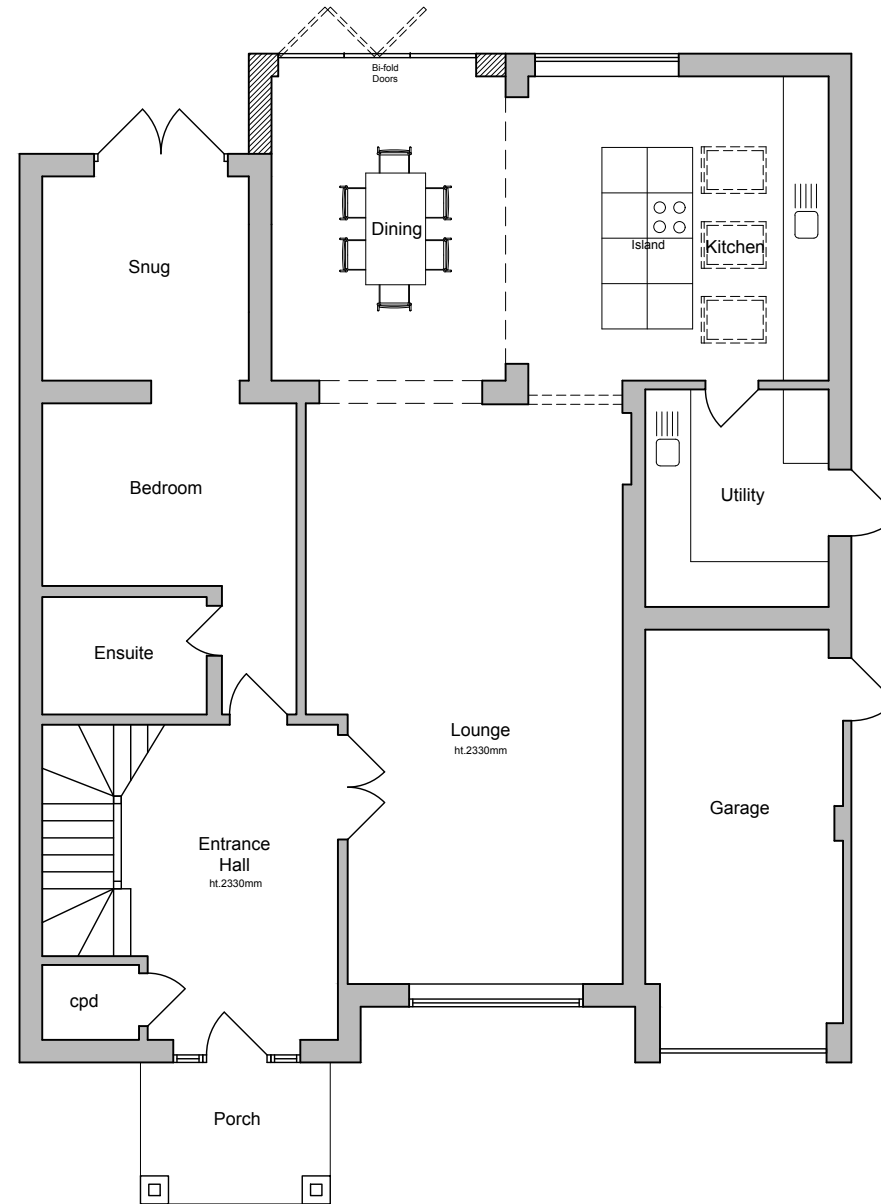 Bi-fold
Doors
Snug
Dining
Island
Kitchen
Bedroom
Utility
Ensuite
Lounge
ht.2330mm
Garage
Entrance
Hall
ht.2330mm
cpd
Porch